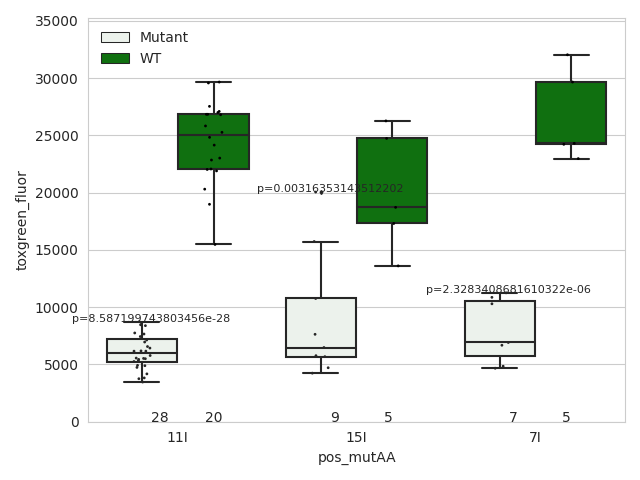 35000
Mutant
WT
30000
25000
20000
15000
10000
5000
0
toxgreen_fluor
p=0.00316353143512202
p=2.3283408681610322e-06
p=8.587199743803456e-28
28 20 9 5 7 5
11I 15I 7I
pos_mutAA